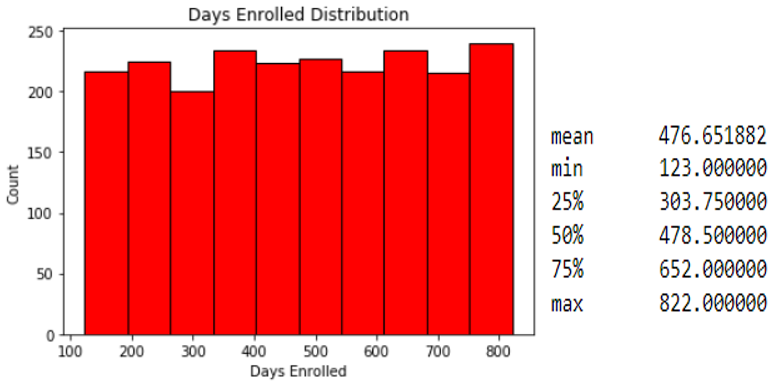 Days Enrolled Distribution
250
200
150
100
50
0
Count
100 200 300 400 500 600 700 800
Days Enrolled
mean 476.651882
min 123.000000
25% 303.750000
50% 478.500000
75% 652.000000
max 822.000000